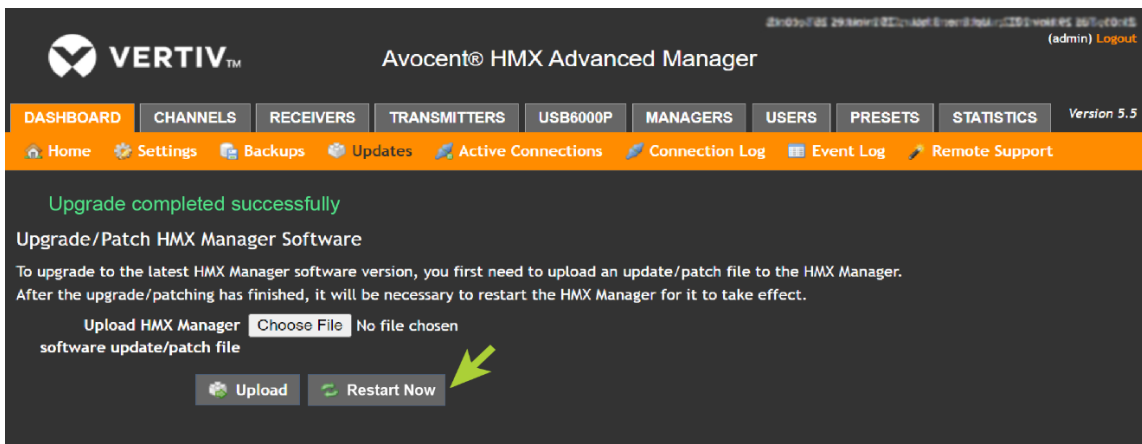 (admin) Logout
VERTIV™
Avocent® HMX Advanced Manager
DASHBOARD CHANNELS RECEIVERS TRANSMITTERS USB6000P MANAGERS USERS PRESETS STATISTICS Version 5.5
Home Settings Backups Updates Active Connections Connection Log Event Log Remote Support
Upgrade completed successfully
Upgrade/Patch HMX Manager Software
To upgrade to the latest HMX Manager software version, you first need to upload an update/patch file to the HMX Manager.
After the upgrade/patching has finished, it will be necessary to restart the HMX Manager for it to take effect.
Upload HMX Manager Choose File No file chosen
software update/patch file
Upload Restart Now